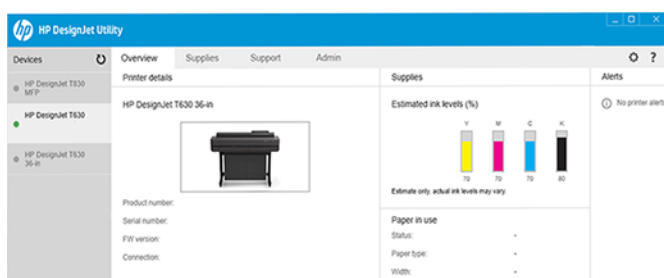 hp HP DesignJet Utility
Devices
Overview Supplies Support Admin
?
HP DesignJet T830
MFP
HP DesignJet T630
HP DesignJet T830
36-in
Printer details
HP DesignJet T630 36-in
Product number:
Serial number:
FW version:
Connection:
Supplies
Estimated ink levels (%)
Y M C K
70 70 70 80
Estimate only, actual ink levels may vary.
Paper in use
Status: -
Paper type: -
Width: -
Alerts
No printer alerts